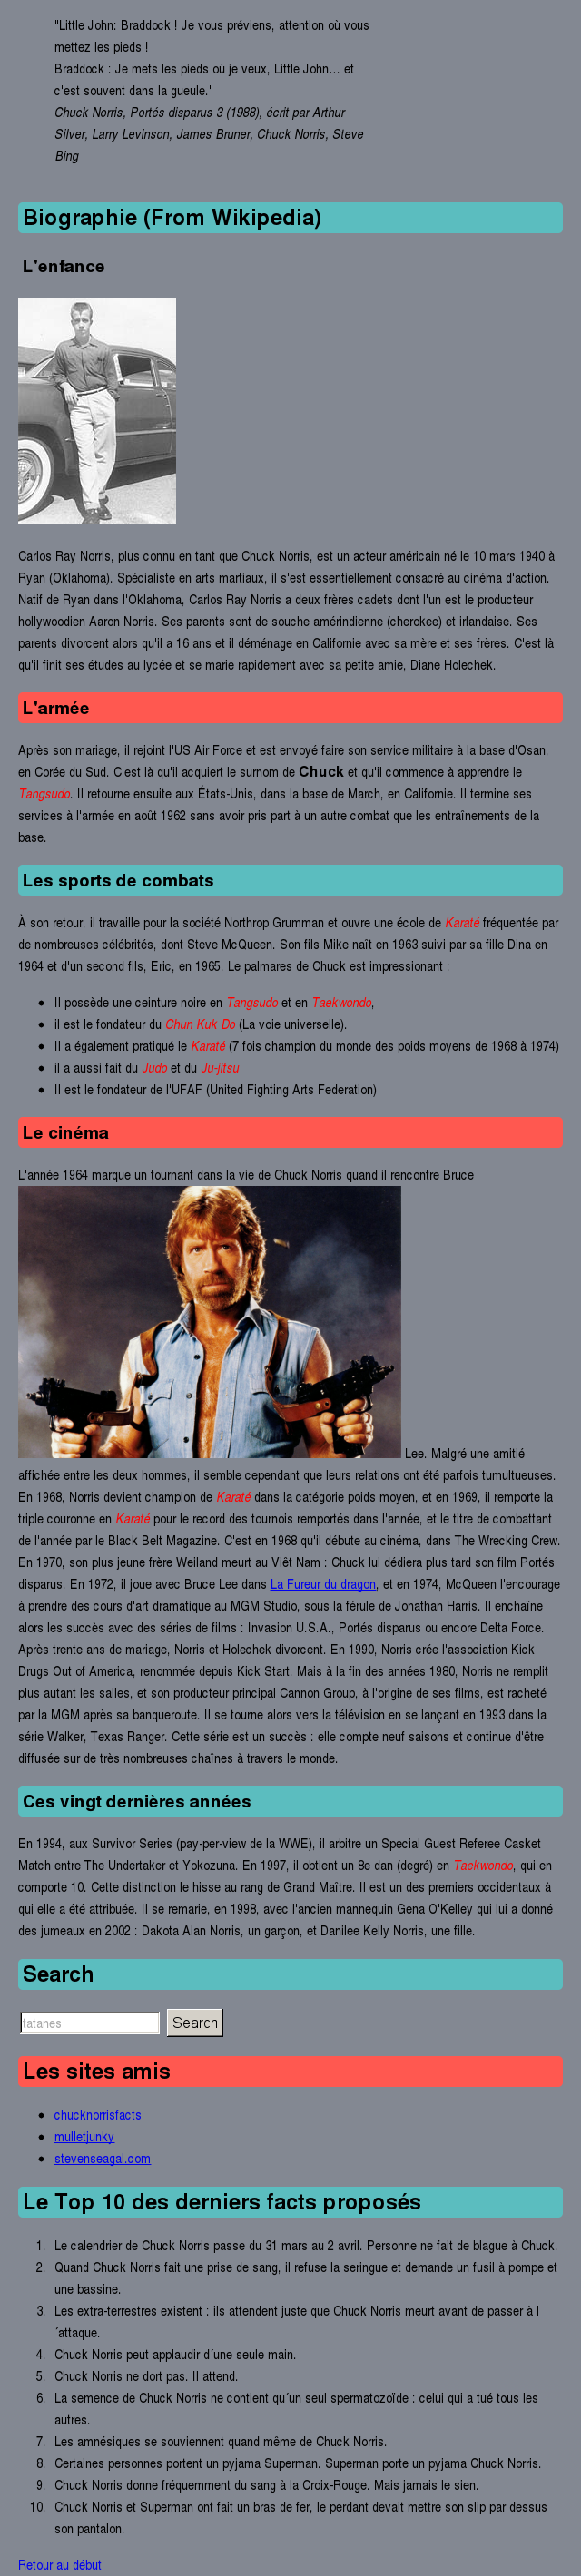 "Little John: Braddock ! Je vous préviens, attention où vous
mettez les pieds !
Braddock : Je mets les pieds où je veux, Little John... et
c'est souvent dans la gueule."
Chuck Norris, Portés disparus 3 (1988), écrit par Arthur
Silver, Larry Levinson, James Bruner, Chuck Norris, Steve
Bing
Biographie (From Wikipedia)
L'enfance
Carlos Ray Norris, plus connu en tant que Chuck Norris, est un acteur américain né le 10 mars 1940 à
Ryan (Oklahoma). Spécialiste en arts martiaux, il s'est essentiellement consacré au cinéma d'action.
Natif de Ryan dans l'Oklahoma, Carlos Ray Norris a deux frères cadets dont l'un est le producteur
hollywoodien Aaron Norris. Ses parents sont de souche amérindienne (cherokee) et irlandaise. Ses
parents divorcent alors qu'il a 16 ans et il déménage en Californie avec sa mère et ses frères. C'est là
qu'il finit ses études au lycée et se marie rapidement avec sa petite amie, Diane Holechek.
L'armée
Après son mariage, il rejoint l'US Air Force et est envoyé faire son service militaire à la base d'Osan,
en Corée du Sud. C'est là qu'il acquiert le surnom de Chuck et qu'il commence à apprendre le
Tangsudo. Il retourne ensuite aux États-Unis, dans la base de March, en Californie. Il termine ses
services à l'armée en août 1962 sans avoir pris part à un autre combat que les entraînements de la
base.
Les sports de combats
À son retour, il travaille pour la société Northrop Grumman et ouvre une école de Karaté fréquentée par
de nombreuses célébrités, dont Steve McQueen. Son fils Mike naît en 1963 suivi par sa fille Dina en
1964 et d'un second fils, Eric, en 1965. Le palmares de Chuck est impressionant :
• Il possède une ceinture noire en Tangsudo et en Taekwondo,
• il est le fondateur du Chun Kuk Do (La voie universelle).
• Il a également pratiqué le Karaté (7 fois champion du monde des poids moyens de 1968 à 1974)
• il a aussi fait du Judo et du Ju-jitsu
• Il est le fondateur de l'UFAF (United Fighting Arts Federation)
Le cinéma
L'année 1964 marque un tournant dans la vie de Chuck Norris quand il rencontre Bruce
Lee. Malgré une amitié
affichée entre les deux hommes, il semble cependant que leurs relations ont été parfois tumultueuses.
En 1968, Norris devient champion de Karaté dans la catégorie poids moyen, et en 1969, il remporte la
triple couronne en Karaté pour le record des tournois remportés dans l'année, et le titre de combattant
de l'année par le Black Belt Magazine. C'est en 1968 qu'il débute au cinéma, dans The Wrecking Crew.
En 1970, son plus jeune frère Weiland meurt au Viêt Nam : Chuck lui dédiera plus tard son film Portés
disparus. En 1972, il joue avec Bruce Lee dans La Fureur du dragon, et en 1974, McQueen l'encourage
à prendre des cours d'art dramatique au MGM Studio, sous la férule de Jonathan Harris. Il enchaîne
alors les succès avec des séries de films : Invasion U.S.A., Portés disparus ou encore Delta Force.
Après trente ans de mariage, Norris et Holechek divorcent. En 1990, Norris crée l'association Kick
Drugs Out of America, renommée depuis Kick Start. Mais à la fin des années 1980, Norris ne remplit
plus autant les salles, et son producteur principal Cannon Group, à l'origine de ses films, est racheté
par la MGM après sa banqueroute. Il se tourne alors vers la télévision en se lançant en 1993 dans la
série Walker, Texas Ranger. Cette série est un succès : elle compte neuf saisons et continue d'être
diffusée sur de très nombreuses chaînes à travers le monde.
Ces vingt dernières années
En 1994, aux Survivor Series (pay-per-view de la WWE), il arbitre un Special Guest Referee Casket
Match entre The Undertaker et Yokozuna. En 1997, il obtient un 8e dan (degré) en Taekwondo, qui en
comporte 10. Cette distinction le hisse au rang de Grand Maître. Il est un des premiers occidentaux à
qui elle a été attribuée. Il se remarie, en 1998, avec l'ancien mannequin Gena O'Kelley qui lui a donné
des jumeaux en 2002 : Dakota Alan Norris, un garçon, et Danilee Kelly Norris, une fille.
Search
tatanes Search
Les sites amis
• chucknorrisfacts
• mulletjunky
• stevenseagal.com
Le Top 10 des derniers facts proposés
1. Le calendrier de Chuck Norris passe du 31 mars au 2 avril. Personne ne fait de blague à Chuck.
2. Quand Chuck Norris fait une prise de sang, il refuse la seringue et demande un fusil à pompe et
une bassine.
3. Les extra-terrestres existent : ils attendent juste que Chuck Norris meurt avant de passer à l
´attaque.
4. Chuck Norris peut applaudir d´une seule main.
5. Chuck Norris ne dort pas. Il attend.
6. La semence de Chuck Norris ne contient qu´un seul spermatozoïde : celui qui a tué tous les
autres.
7. Les amnésiques se souviennent quand même de Chuck Norris.
8. Certaines personnes portent un pyjama Superman. Superman porte un pyjama Chuck Norris.
9. Chuck Norris donne fréquemment du sang à la Croix-Rouge. Mais jamais le sien.
10. Chuck Norris et Superman ont fait un bras de fer, le perdant devait mettre son slip par dessus
son pantalon.
Retour au début